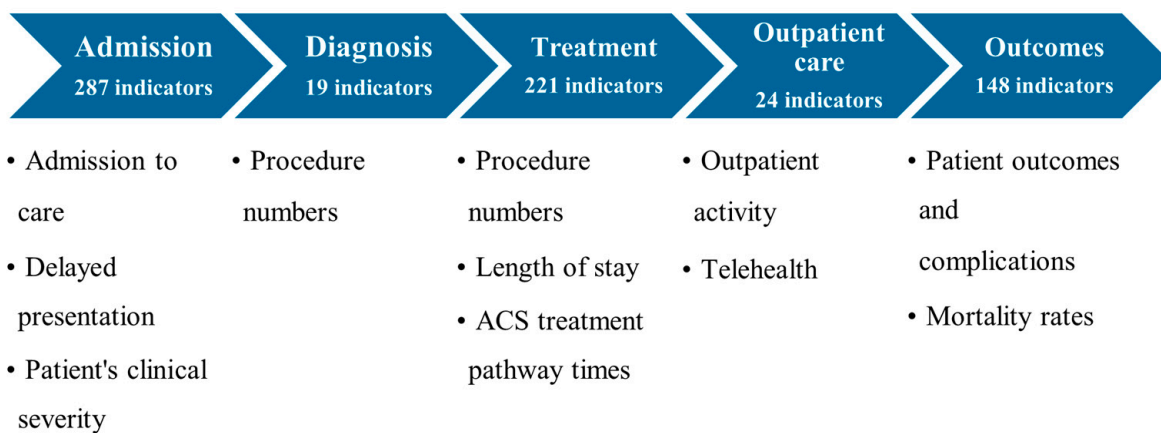 Admission
287 indicators
Diagnosis
19 indicators
Treatment
221 indicators
Outpatient
care
24 indicators
Outcomes
148 indicators
• Admission to
care
• Delayed
presentation
• Patient's clinical
severity
• Procedure
numbers
• Procedure
numbers
• Length of stay
• ACS treatment
pathway times
• Outpatient
activity
• Telehealth
• Patient outcomes
and
complications
• Mortality rates